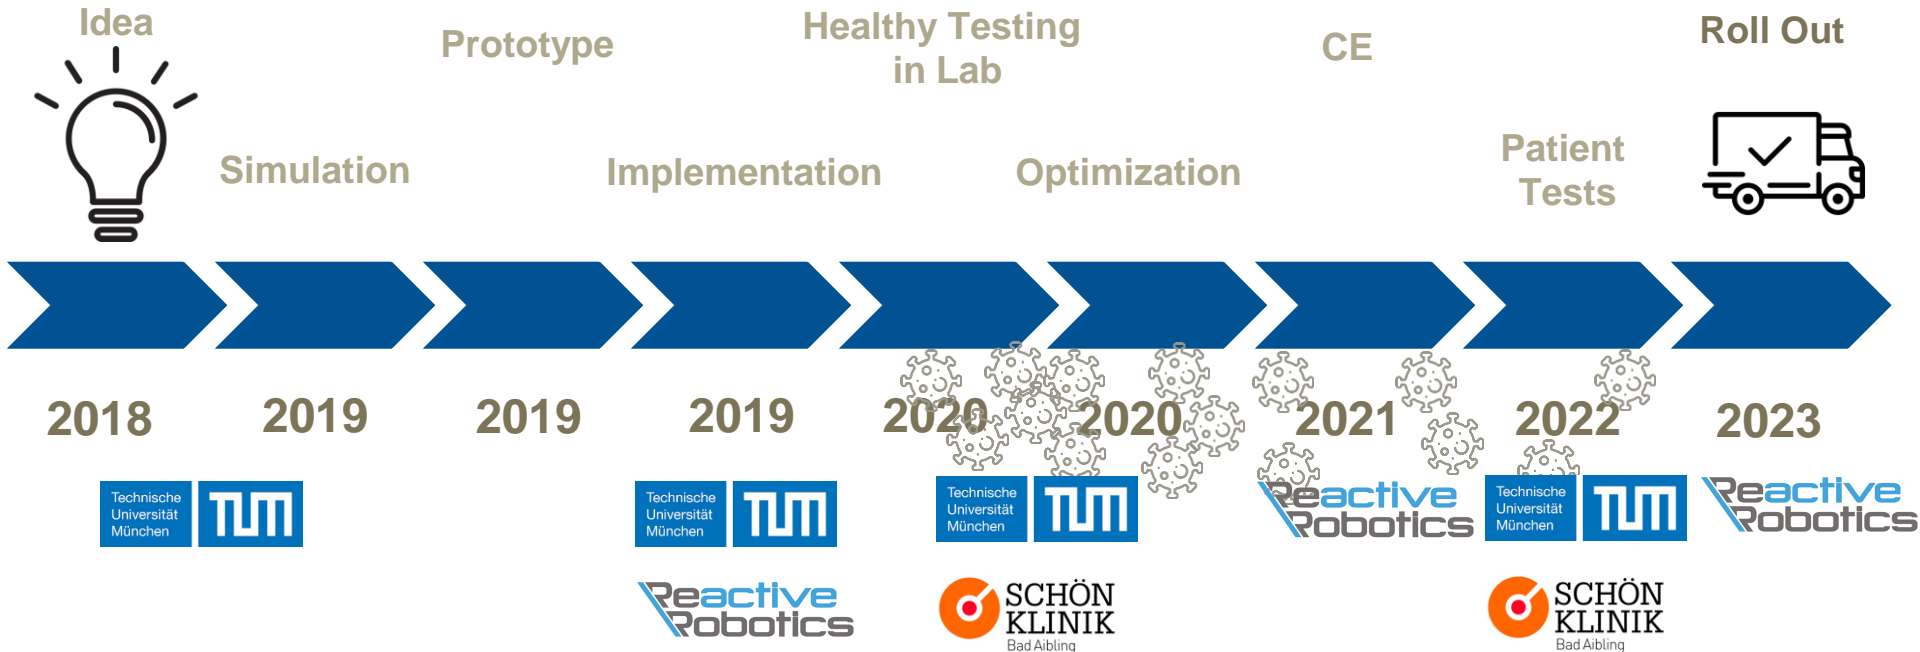 Idea
Prototype
Healthy Testing
in Lab
CE
Roll Out
Simulation
Implementation
Optimization
Patient
Tests
2018
2019
2019
2019
2020
2020
2021
2022
2023
Technische
Universität
München
TUM
Technische
Universität
München
TUM
Reactive
Robotics
Technische
Universität
München
TUM
SCHÖN
KLINIK
Bad Aibling
Reactive
Robotics
Technische
Universität
München
TUM
SCHÖN
KLINIK
Bad Aibling
Reactive
Robotics